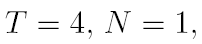 T = 4, N = 1,